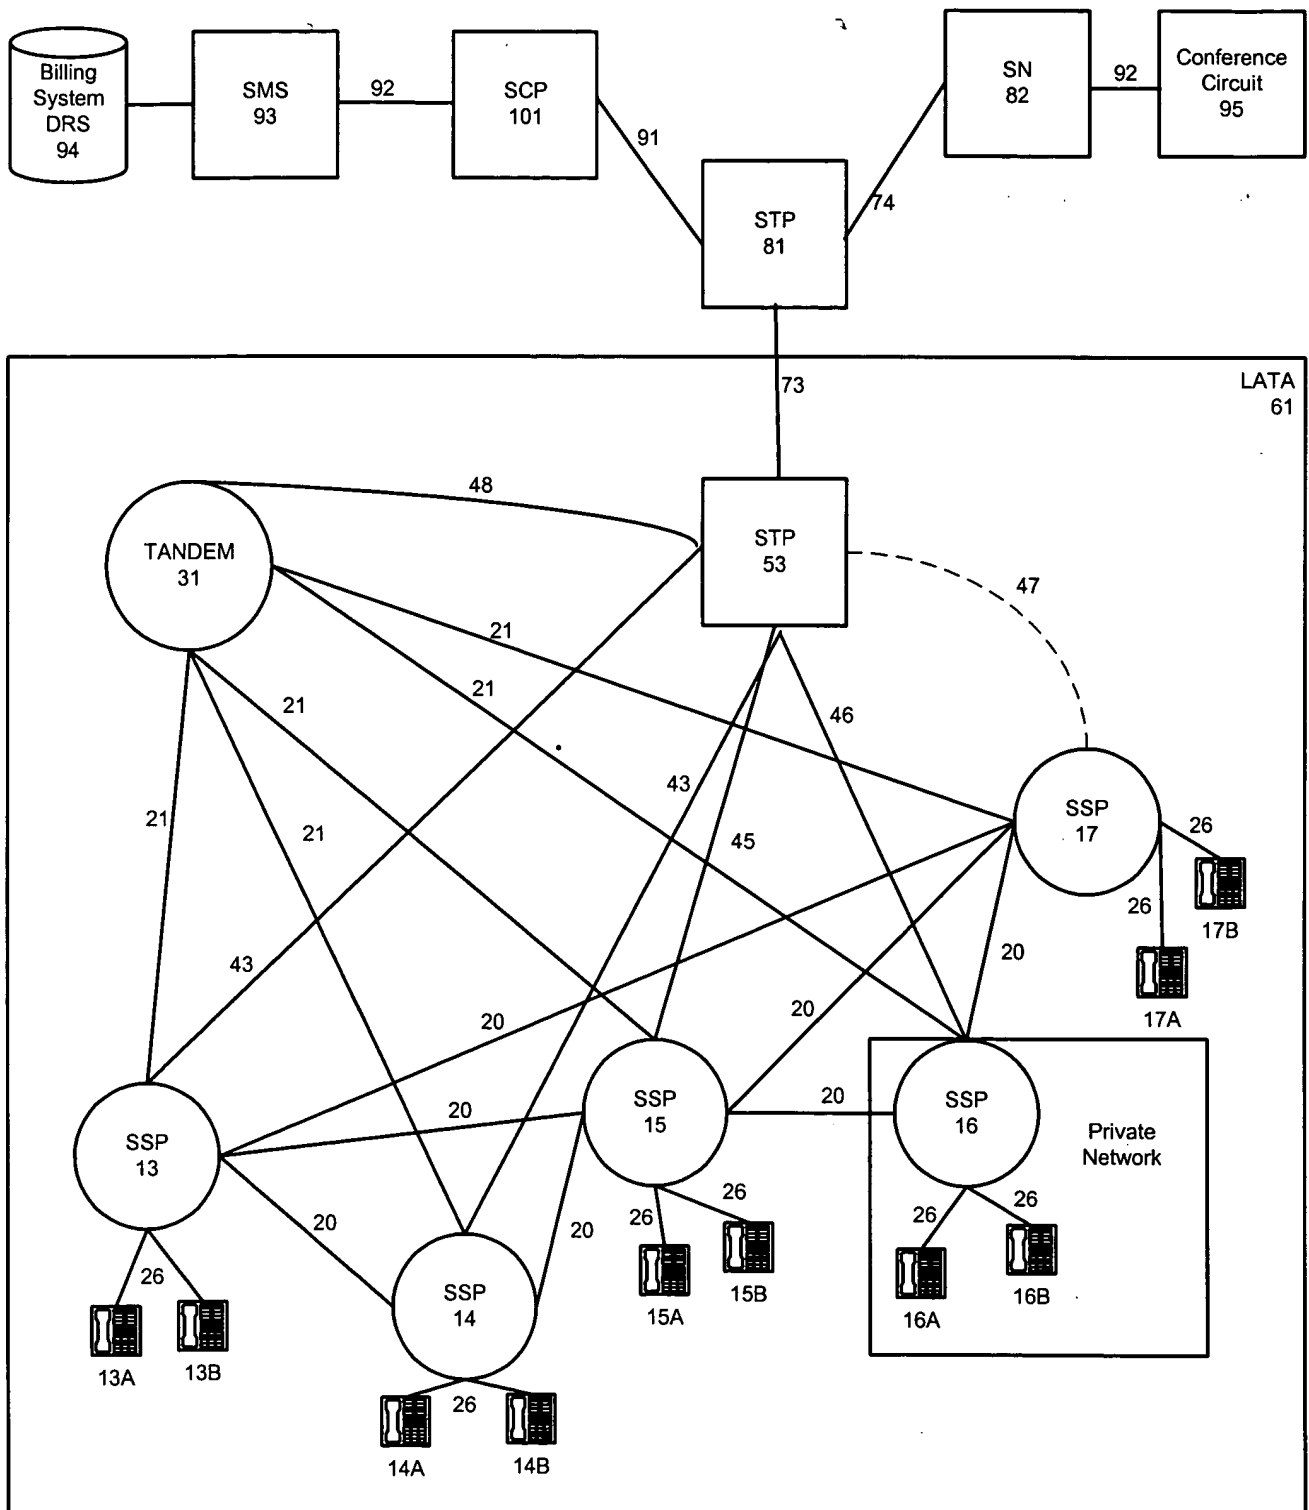 Billing
System
DRS
94
SMS
93
92
SCP
101
91
STP
81
74
SN
82
92
Conference
Circuit
95
73
LATA
61
48
TANDEM
31
STP
53
47
21
21
21
46
43
21
21
45
SSP
17
26
26
17B
17A
43
20
20
20
SSP
13
20
SSP
15
20
SSP
16
Private
Network
20
20
26
26
26
26
26
SSP
14
15A
15B
16A
16B
13A
13B
26
14A
14B